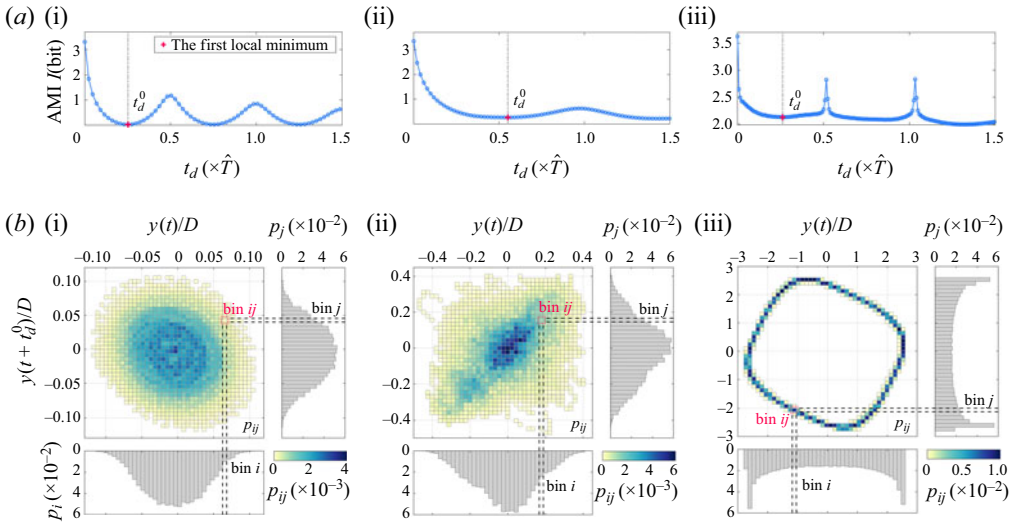 (a) (i) (ii) (iii)
AMI I(bit)
3
2
1
0 0.5 1.0 1.5
The first local minimum
t_d^0
t_d (×T̂)
3
2
1
0 0.5 1.0 1.5
t_d^0
t_d (×T̂)
3.5
3.0
2.5
2.0
0 0.5 1.0 1.5
t_d^0
t_d (×T̂)
(b) (i) y(t)/D p_j (×10⁻²) (ii) y(t)/D p_j (×10⁻²) (iii) y(t)/D p_j (×10⁻²)
−0.10 −0.05 0 0.05 0.10 0 2 4 6 −0.4 −0.2 0 0.2 0.4 0 2 4 6 −3 −2 −1 0 1 2 3 0 2 4 6
y(t + t_d^0)/D
0.10
0.05
0
−0.05
−0.10
bin ij
bin j
p_ij
0.4
0.2
0
−0.2
−0.4
bin ij
bin j
p_ij
3
2
1
0
−1
−2
−3
bin ij
bin j
p_ij
p_i (×10⁻²)
0
2
4
6
bin i
0 2 4
p_ij (×10⁻³)
0
2
4
6
bin i
0 2 4 6
p_ij (×10⁻³)
0
2
4
6
bin i
0 0.5 1.0
p_ij (×10⁻²)